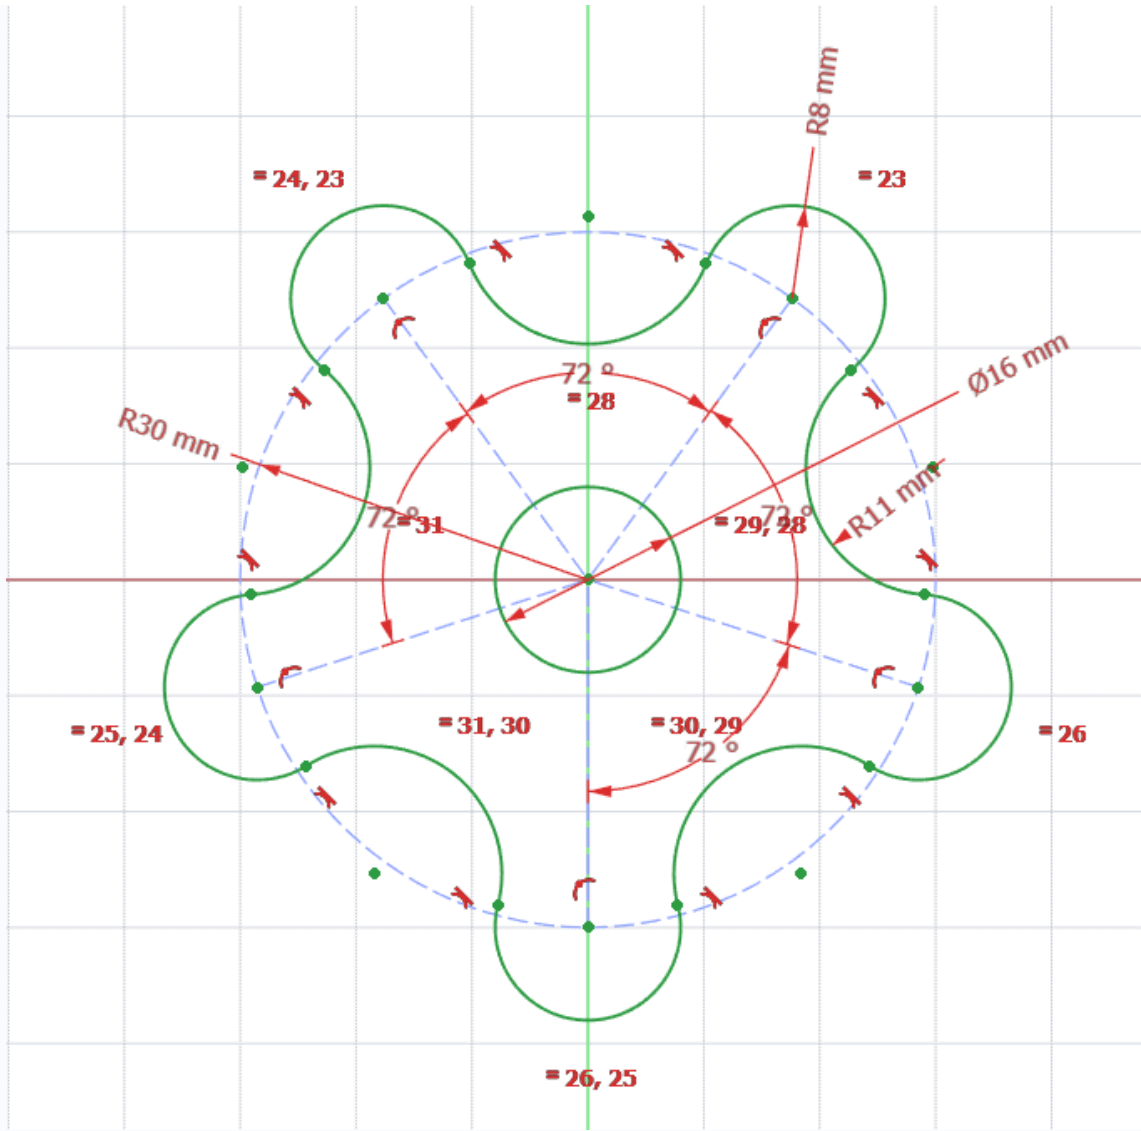 R8 mm
= 24, 23
= 23
Ø16 mm
72 °
= 28
R30 mm
R11 mm
72 °
= 31
= 29, 28
72 °
= 25, 24
= 31, 30
= 30, 29
= 26
72 °
= 26, 25